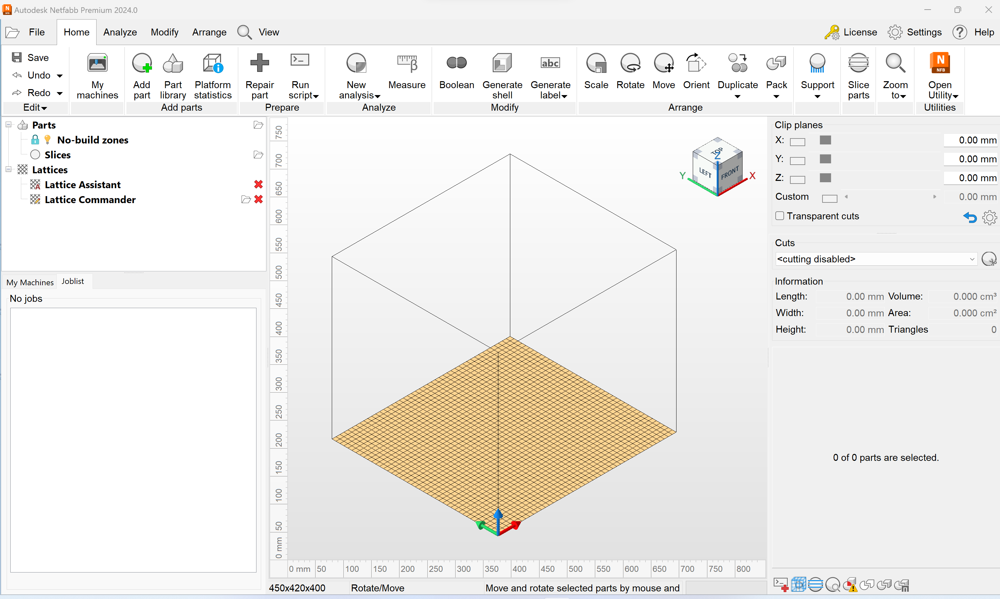 Autodesk Netfabb Premium 2024.0
File Home Analyze Modify Arrange View License Settings Help
Save
Undo
Redo
Edit
My machines
Add part
Part library
Platform statistics
Add parts
Repair part
Run script
Prepare
New analysis
Measure
Analyze
Boolean
Generate shell
abc
Generate label
Modify
Scale
Rotate
Move
Orient
Duplicate
Pack
Arrange
Support
Slice parts
Zoom to
N
NFB
Open Utility
Utilities
Parts
No-build zones
Slices
Lattices
Lattice Assistant
Lattice Commander
My Machines Joblist
No jobs
750
700
650
600
550
500
450
400
350
300
250
200
150
100
50
0 mm
TOP
Z
LEFT
FRONT
Y
X
0 mm 50 100 150 200 250 300 350 400 450 500 550 600 650 700 750 800
450x420x400 Rotate/Move Move and rotate selected parts by mouse and
Clip planes
X: 0.00 mm
Y: 0.00 mm
Z: 0.00 mm
Custom 0.00 mm
Transparent cuts
Cuts
<cutting disabled>
Information
Length: 0.00 mm Volume: 0.000 cm³
Width: 0.00 mm Area: 0.000 cm²
Height: 0.00 mm Triangles 0
0 of 0 parts are selected.